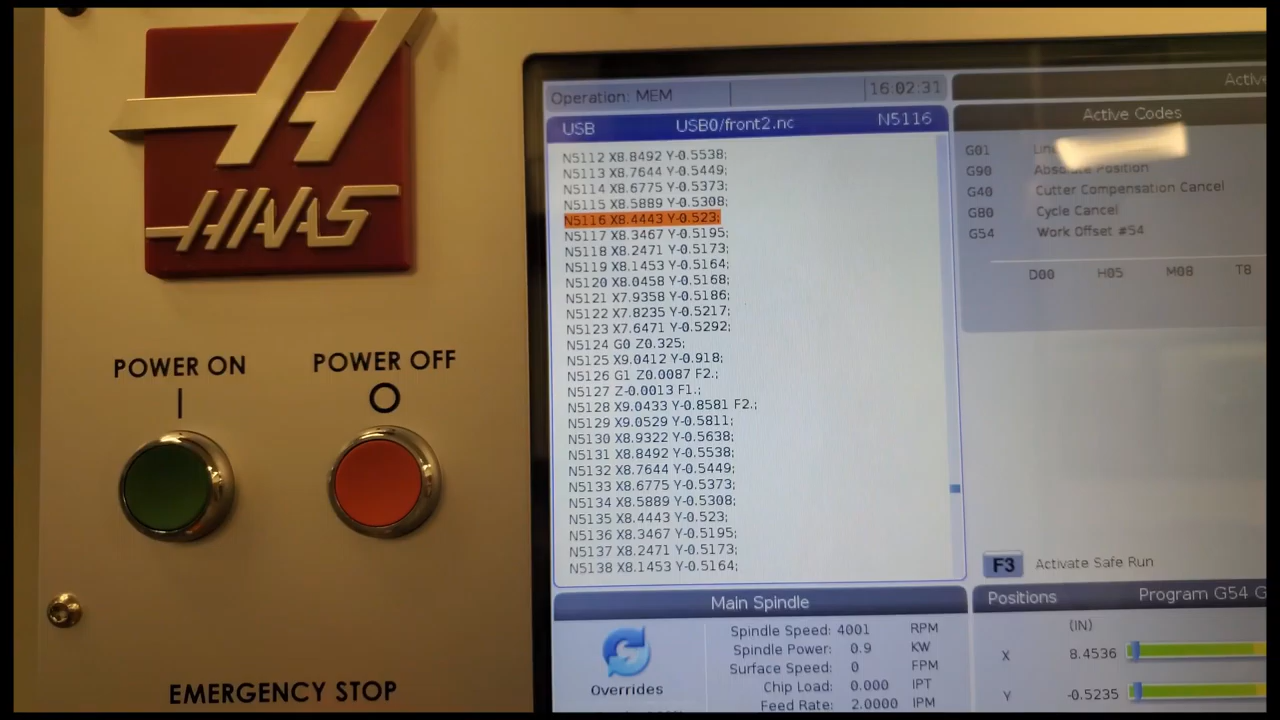 HAAS
POWER ON
POWER OFF
EMERGENCY STOP
Operation: MEM
16:02:31
USB
USB0/front2.nc
N5116
N5112 X8.8492 Y-0.5538;
N5113 X8.7644 Y-0.5449;
N5114 X8.6775 Y-0.5373;
N5115 X8.5889 Y-0.5308;
N5116 X8.4443 Y-0.523;
N5117 X8.3467 Y-0.5195;
N5118 X8.2471 Y-0.5173;
N5119 X8.1453 Y-0.5164;
N5120 X8.0458 Y-0.5168;
N5121 X7.9358 Y-0.5186;
N5122 X7.8235 Y-0.5217;
N5123 X7.6471 Y-0.5292;
N5124 G0 Z0.325;
N5125 X9.0412 Y-0.918;
N5126 G1 Z0.0087 F2.;
N5127 Z-0.0013 F1.;
N5128 X9.0433 Y-0.8581 F2.;
N5129 X9.0529 Y-0.5811;
N5130 X8.9322 Y-0.5638;
N5131 X8.8492 Y-0.5538;
N5132 X8.7644 Y-0.5449;
N5133 X8.6775 Y-0.5373;
N5134 X8.5889 Y-0.5308;
N5135 X8.4443 Y-0.523;
N5136 X8.3467 Y-0.5195;
N5137 X8.2471 Y-0.5173;
N5138 X8.1453 Y-0.5164;
Active Codes
G01
G90 Absolute Position
G40 Cutter Compensation Cancel
G80 Cycle Cancel
G54 Work Offset #54
D00 H05 M08 T8
F3 Activate Safe Run
Main Spindle
Overrides
Spindle Speed: 4001 RPM
Spindle Power: 0.9 KW
Surface Speed: 0 FPM
Chip Load: 0.000 IPT
Feed Rate: 2.0000 IPM
Positions
Program G54 G
(IN)
X 8.4536
Y -0.5235